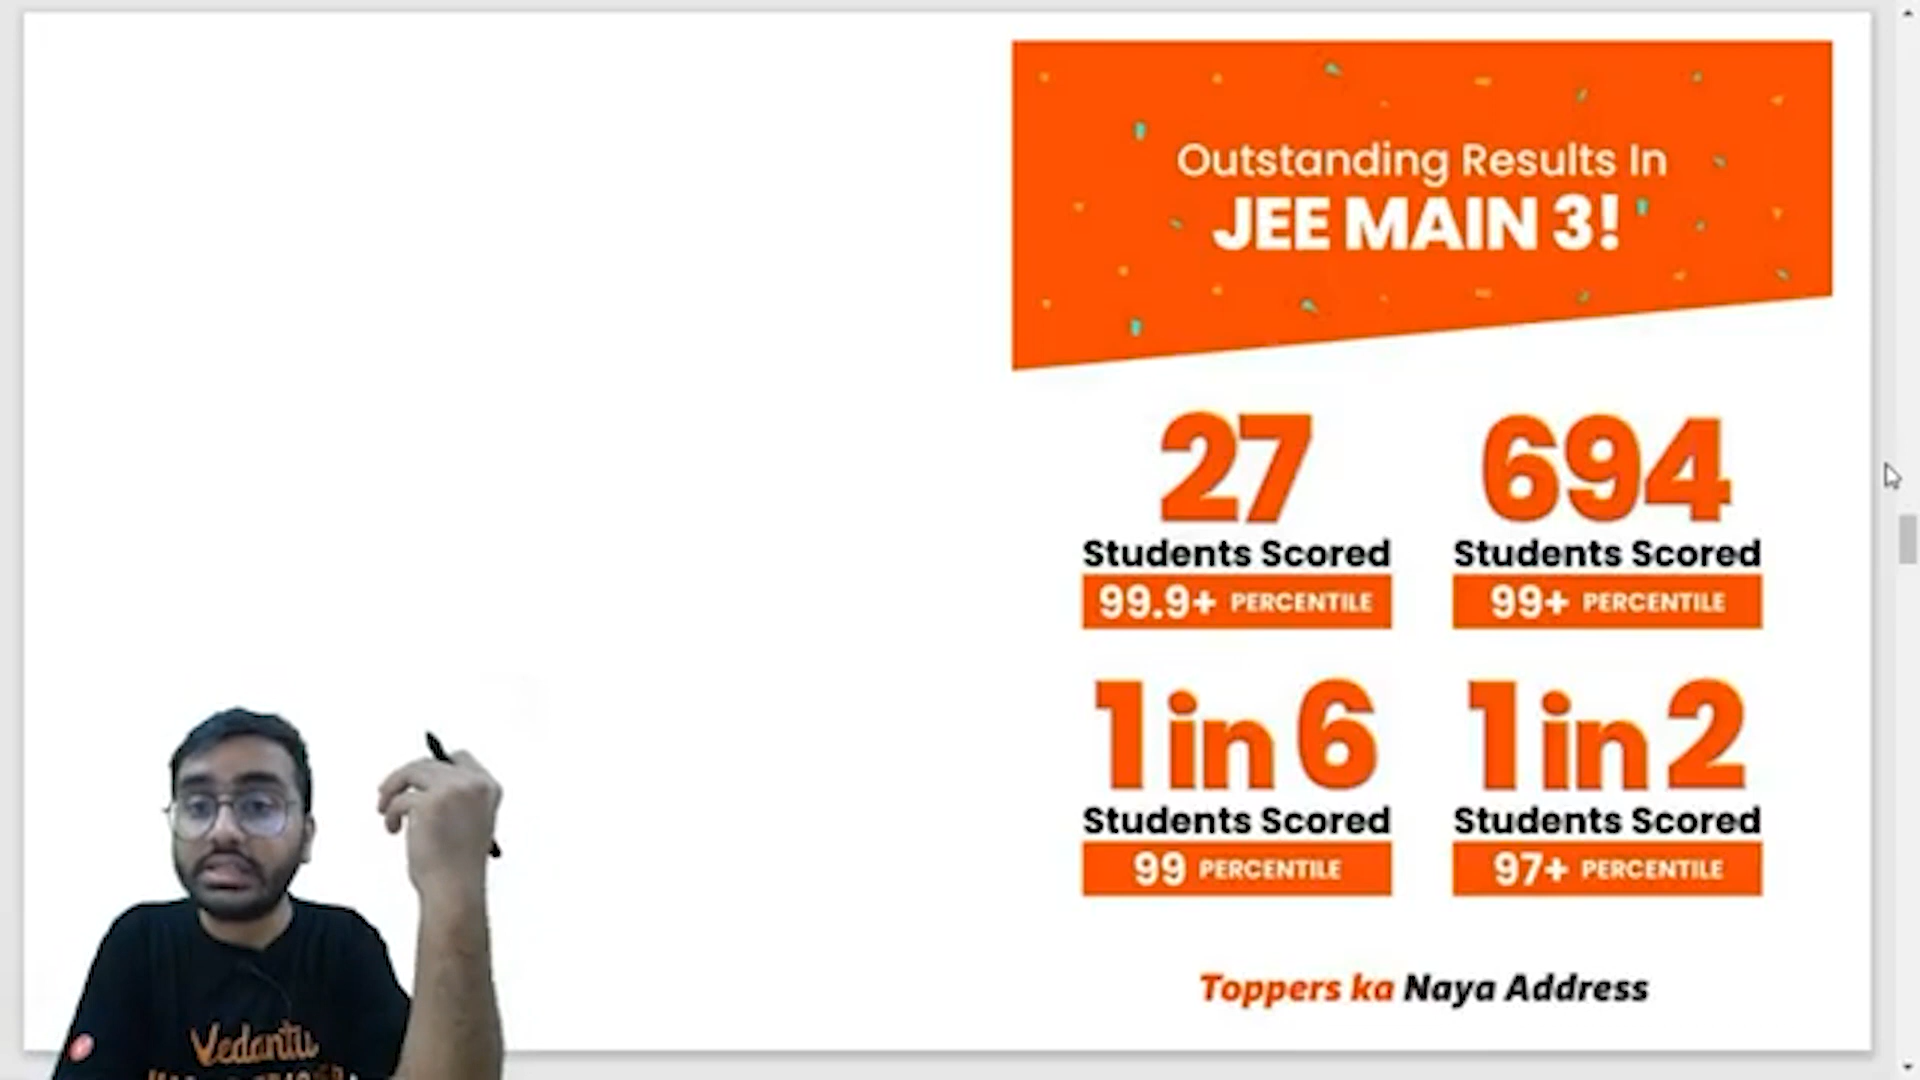 Outstanding Results In
JEE MAIN 3!
27
Students Scored
99.9+ PERCENTILE
694
Students Scored
99+ PERCENTILE
1 in 6
Students Scored
99 PERCENTILE
1 in 2
Students Scored
97+ PERCENTILE
Toppers ka Naya Address
Vedantu